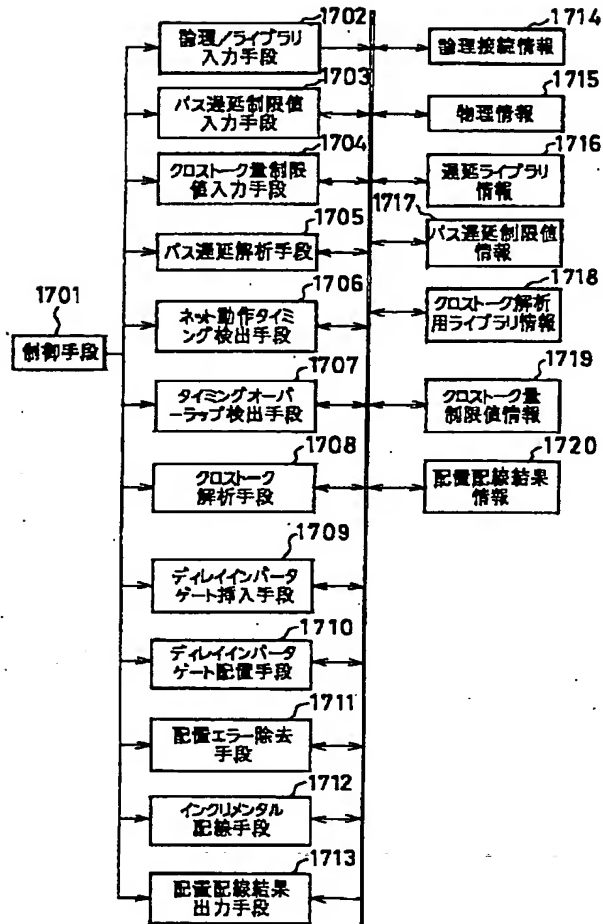 1701
制御手段
1702
論理/ライブラリ
入力手段
1703
パス遅延制限値
入力手段
1704
クロストーク量制限
値入力手段
1705
パス遅延解析手段
1706
ネット動作タイミ
ング検出手段
1707
タイミングオーバ
ーラップ検出手段
1708
クロストーク
解析手段
1709
ディレイインバータ
ゲート挿入手段
1710
ディレイインバータ
ゲート配置手段
1711
配置エラー除去
手段
1712
インクリメンタル
配線手段
1713
配置配線結果
出力手段
1714
論理接続情報
1715
物理情報
1716
遅延ライブラリ
情報
1717
パス遅延制限値
情報
1718
クロストーク解析
用ライブラリ情報
1719
クロストーク量
制限値情報
1720
配置配線結果
情報